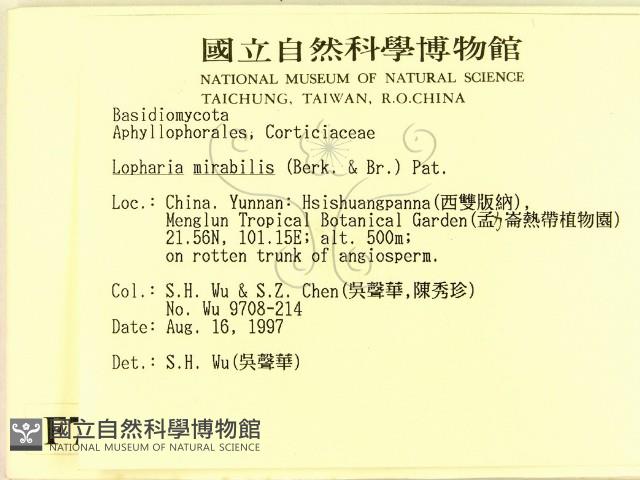 國立自然科學博物館
NATIONAL MUSEUM OF NATURAL SCIENCE
TAICHUNG, TAIWAN, R.O.CHINA
Basidiomycota
Aphyllophorales, Corticiaceae
Lopharia mirabilis (Berk. & Br.) Pat.
Loc.: China. Yunnan: Hsishuangpanna(西雙版納),
Menglun Tropical Botanical Garden(孟力崙熱帶植物園)
21.56N, 101.15E; alt. 500m;
on rotten trunk of angiosperm.
Col.: S.H. Wu & S.Z. Chen(吳聲華,陳秀珍)
No. Wu 9708-214
Date: Aug. 16, 1997
Det.: S.H. Wu(吳聲華)
國立自然科學博物館
NATIONAL MUSEUM OF NATURAL SCIENCE